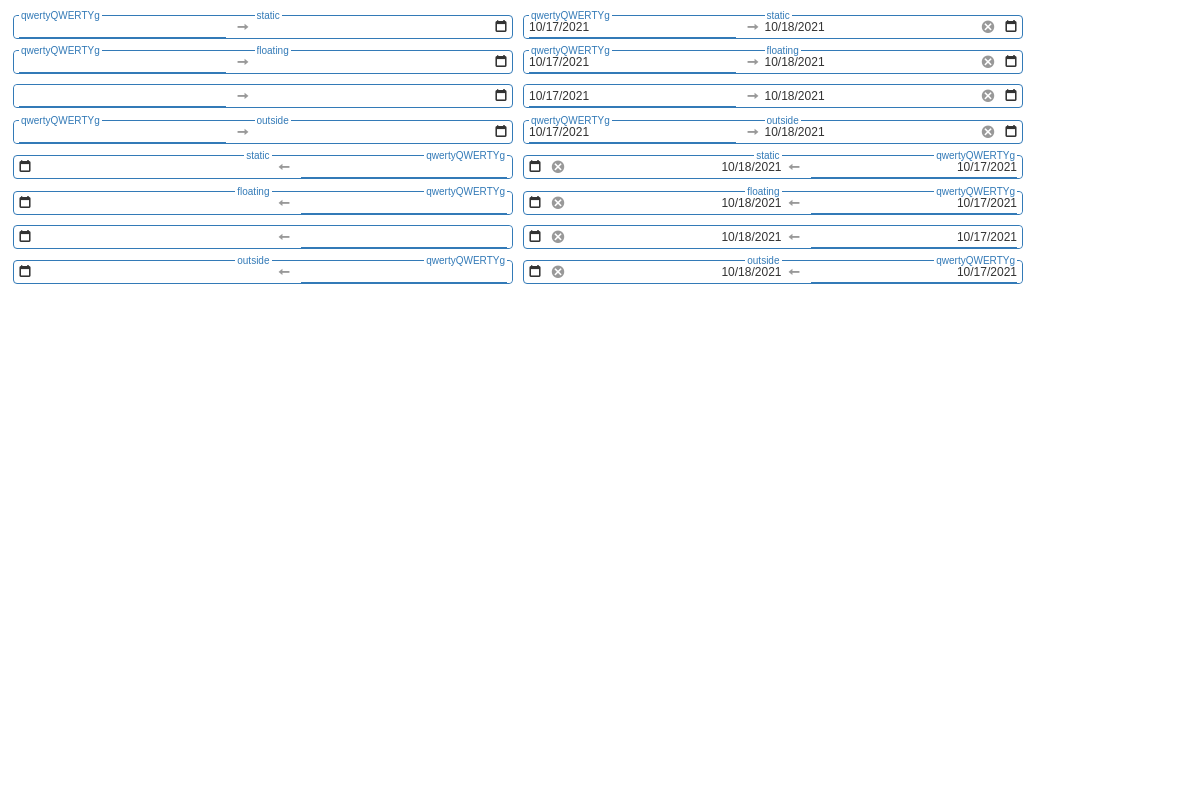 qwertyQWERTYg static qwertyQWERTYg static
10/17/2021 10/18/2021
qwertyQWERTYg floating qwertyQWERTYg floating
10/17/2021 10/18/2021
10/17/2021 10/18/2021
qwertyQWERTYg outside qwertyQWERTYg outside
10/17/2021 10/18/2021
static qwertyQWERTYg static qwertyQWERTYg
10/18/2021 10/17/2021
floating qwertyQWERTYg floating qwertyQWERTYg
10/18/2021 10/17/2021
10/18/2021 10/17/2021
outside qwertyQWERTYg outside qwertyQWERTYg
10/18/2021 10/17/2021